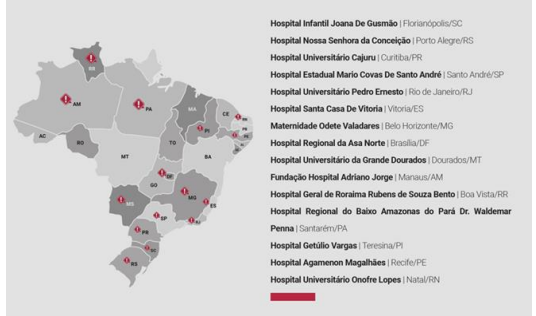 Hospital Infantil Joana De Gusmão | Florianópolis/SC
Hospital Nossa Senhora da Conceição | Porto Alegre/RS
Hospital Universitário Cajuru | Curitiba/PR
Hospital Estadual Mario Covas De Santo André | Santo André/SP
Hospital Universitário Pedro Ernesto | Rio de Janeiro/RJ
Hospital Santa Casa De Vitoria | Vitoria/ES
Maternidade Odete Valadares | Belo Horizonte/MG
Hospital Regional da Asa Norte | Brasília/DF
Hospital Universitário da Grande Dourados | Dourados/MT
Fundação Hospital Adriano Jorge | Manaus/AM
Hospital Geral de Roraima Rubens de Souza Bento | Boa Vista/RR
Hospital Regional do Baixo Amazonas do Pará Dr. Waldemar
Penna | Santarém/PA
Hospital Getúlio Vargas | Teresina/PI
Hospital Agamenon Magalhães | Recife/PE
Hospital Universitário Onofre Lopes | Natal/RN
RR
AM
PA
MA
CE
RN
PB
PE
PI
AC
RO
TO
MT
BA
DF
GO
MG
ES
MS
SP
RJ
PR
SC
RS